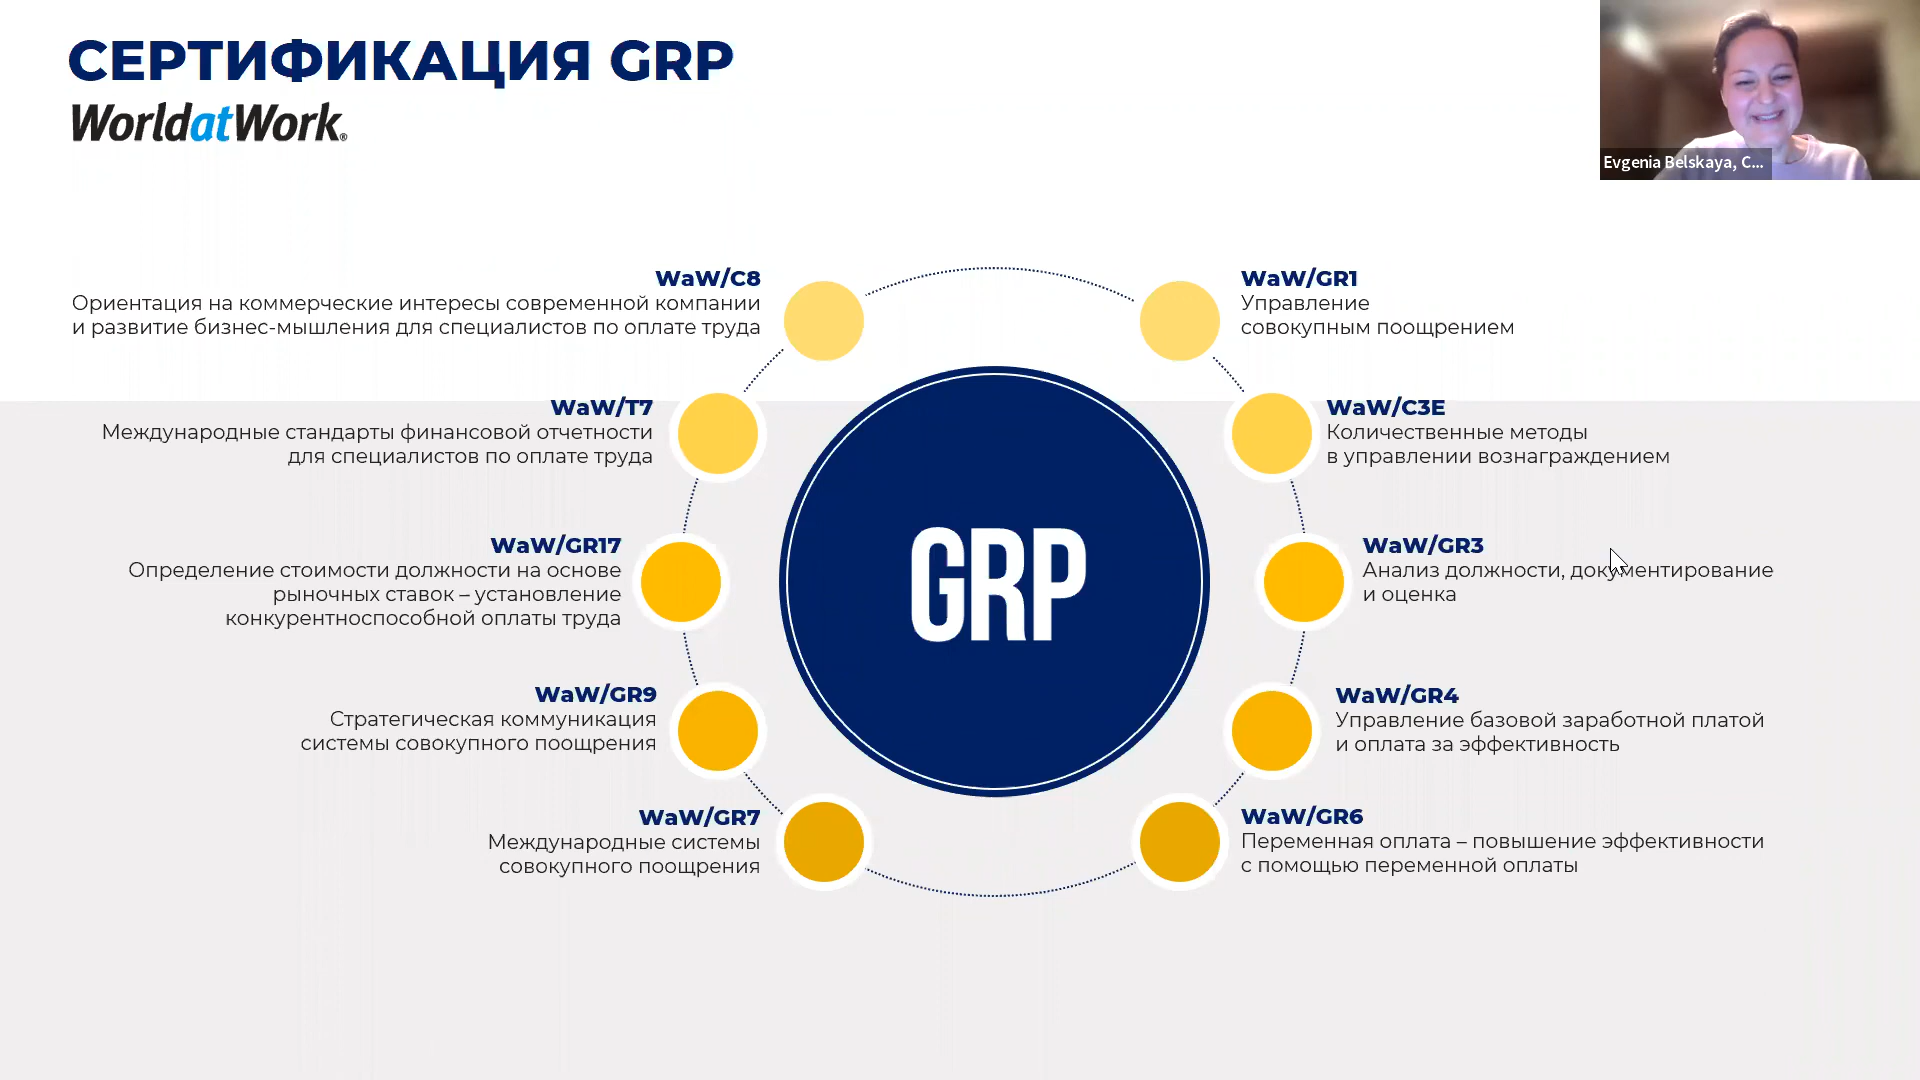 СЕРТИФИКАЦИЯ GRP
WorldatWork®
Evgenia Belskaya, C...
WaW/C8
Ориентация на коммерческие интересы современной компании
и развитие бизнес-мышления для специалистов по оплате труда
WaW/T7
Международные стандарты финансовой отчетности
для специалистов по оплате труда
WaW/GR17
Определение стоимости должности на основе
рыночных ставок – установление
конкурентноспособной оплаты труда
WaW/GR9
Стратегическая коммуникация
системы совокупного поощрения
WaW/GR7
Международные системы
совокупного поощрения
GRP
WaW/GR1
Управление
совокупным поощрением
WaW/C3E
Количественные методы
в управлении вознаграждением
WaW/GR3
Анализ должности, документирование
и оценка
WaW/GR4
Управление базовой заработной платой
и оплата за эффективность
WaW/GR6
Переменная оплата – повышение эффективности
с помощью переменной оплаты